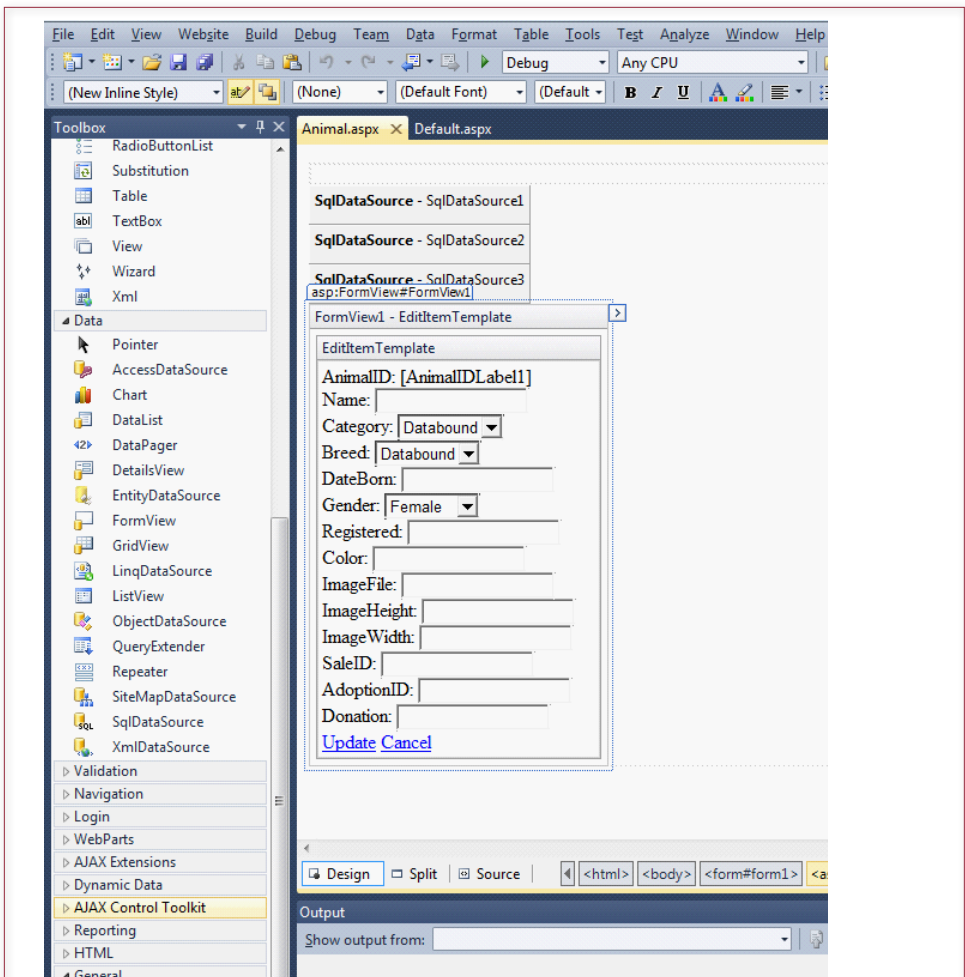 File Edit View Website Build Debug Team Data Format Table Tools Test Analyze Window Help
Debug Any CPU
(New Inline Style) (None) (Default Font) (Default B I U A
Toolbox
RadioButtonList
Substitution
Table
abl TextBox
View
Wizard
Xml
Data
Pointer
AccessDataSource
Chart
DataList
DataPager
DetailsView
EntityDataSource
FormView
GridView
LinqDataSource
ListView
ObjectDataSource
QueryExtender
Repeater
SiteMapDataSource
SQL SqlDataSource
XmlDataSource
Validation
Navigation
Login
WebParts
AJAX Extensions
Dynamic Data
AJAX Control Toolkit
Reporting
HTML
General
Animal.aspx Default.aspx
SqlDataSource - SqlDataSource1
SqlDataSource - SqlDataSource2
SqlDataSource - SqlDataSource3
asp:FormView#FormView1
FormView1 - EditItemTemplate
EditItemTemplate
AnimalID: [AnimalIDLabel1]
Name:
Category: Databound
Breed: Databound
DateBorn:
Gender: Female
Registered:
Color:
ImageFile:
ImageHeight:
ImageWidth:
SaleID:
AdoptionID:
Donation:
Update Cancel
Design Split Source <html> <body> <form#form1> <a
Output
Show output from: